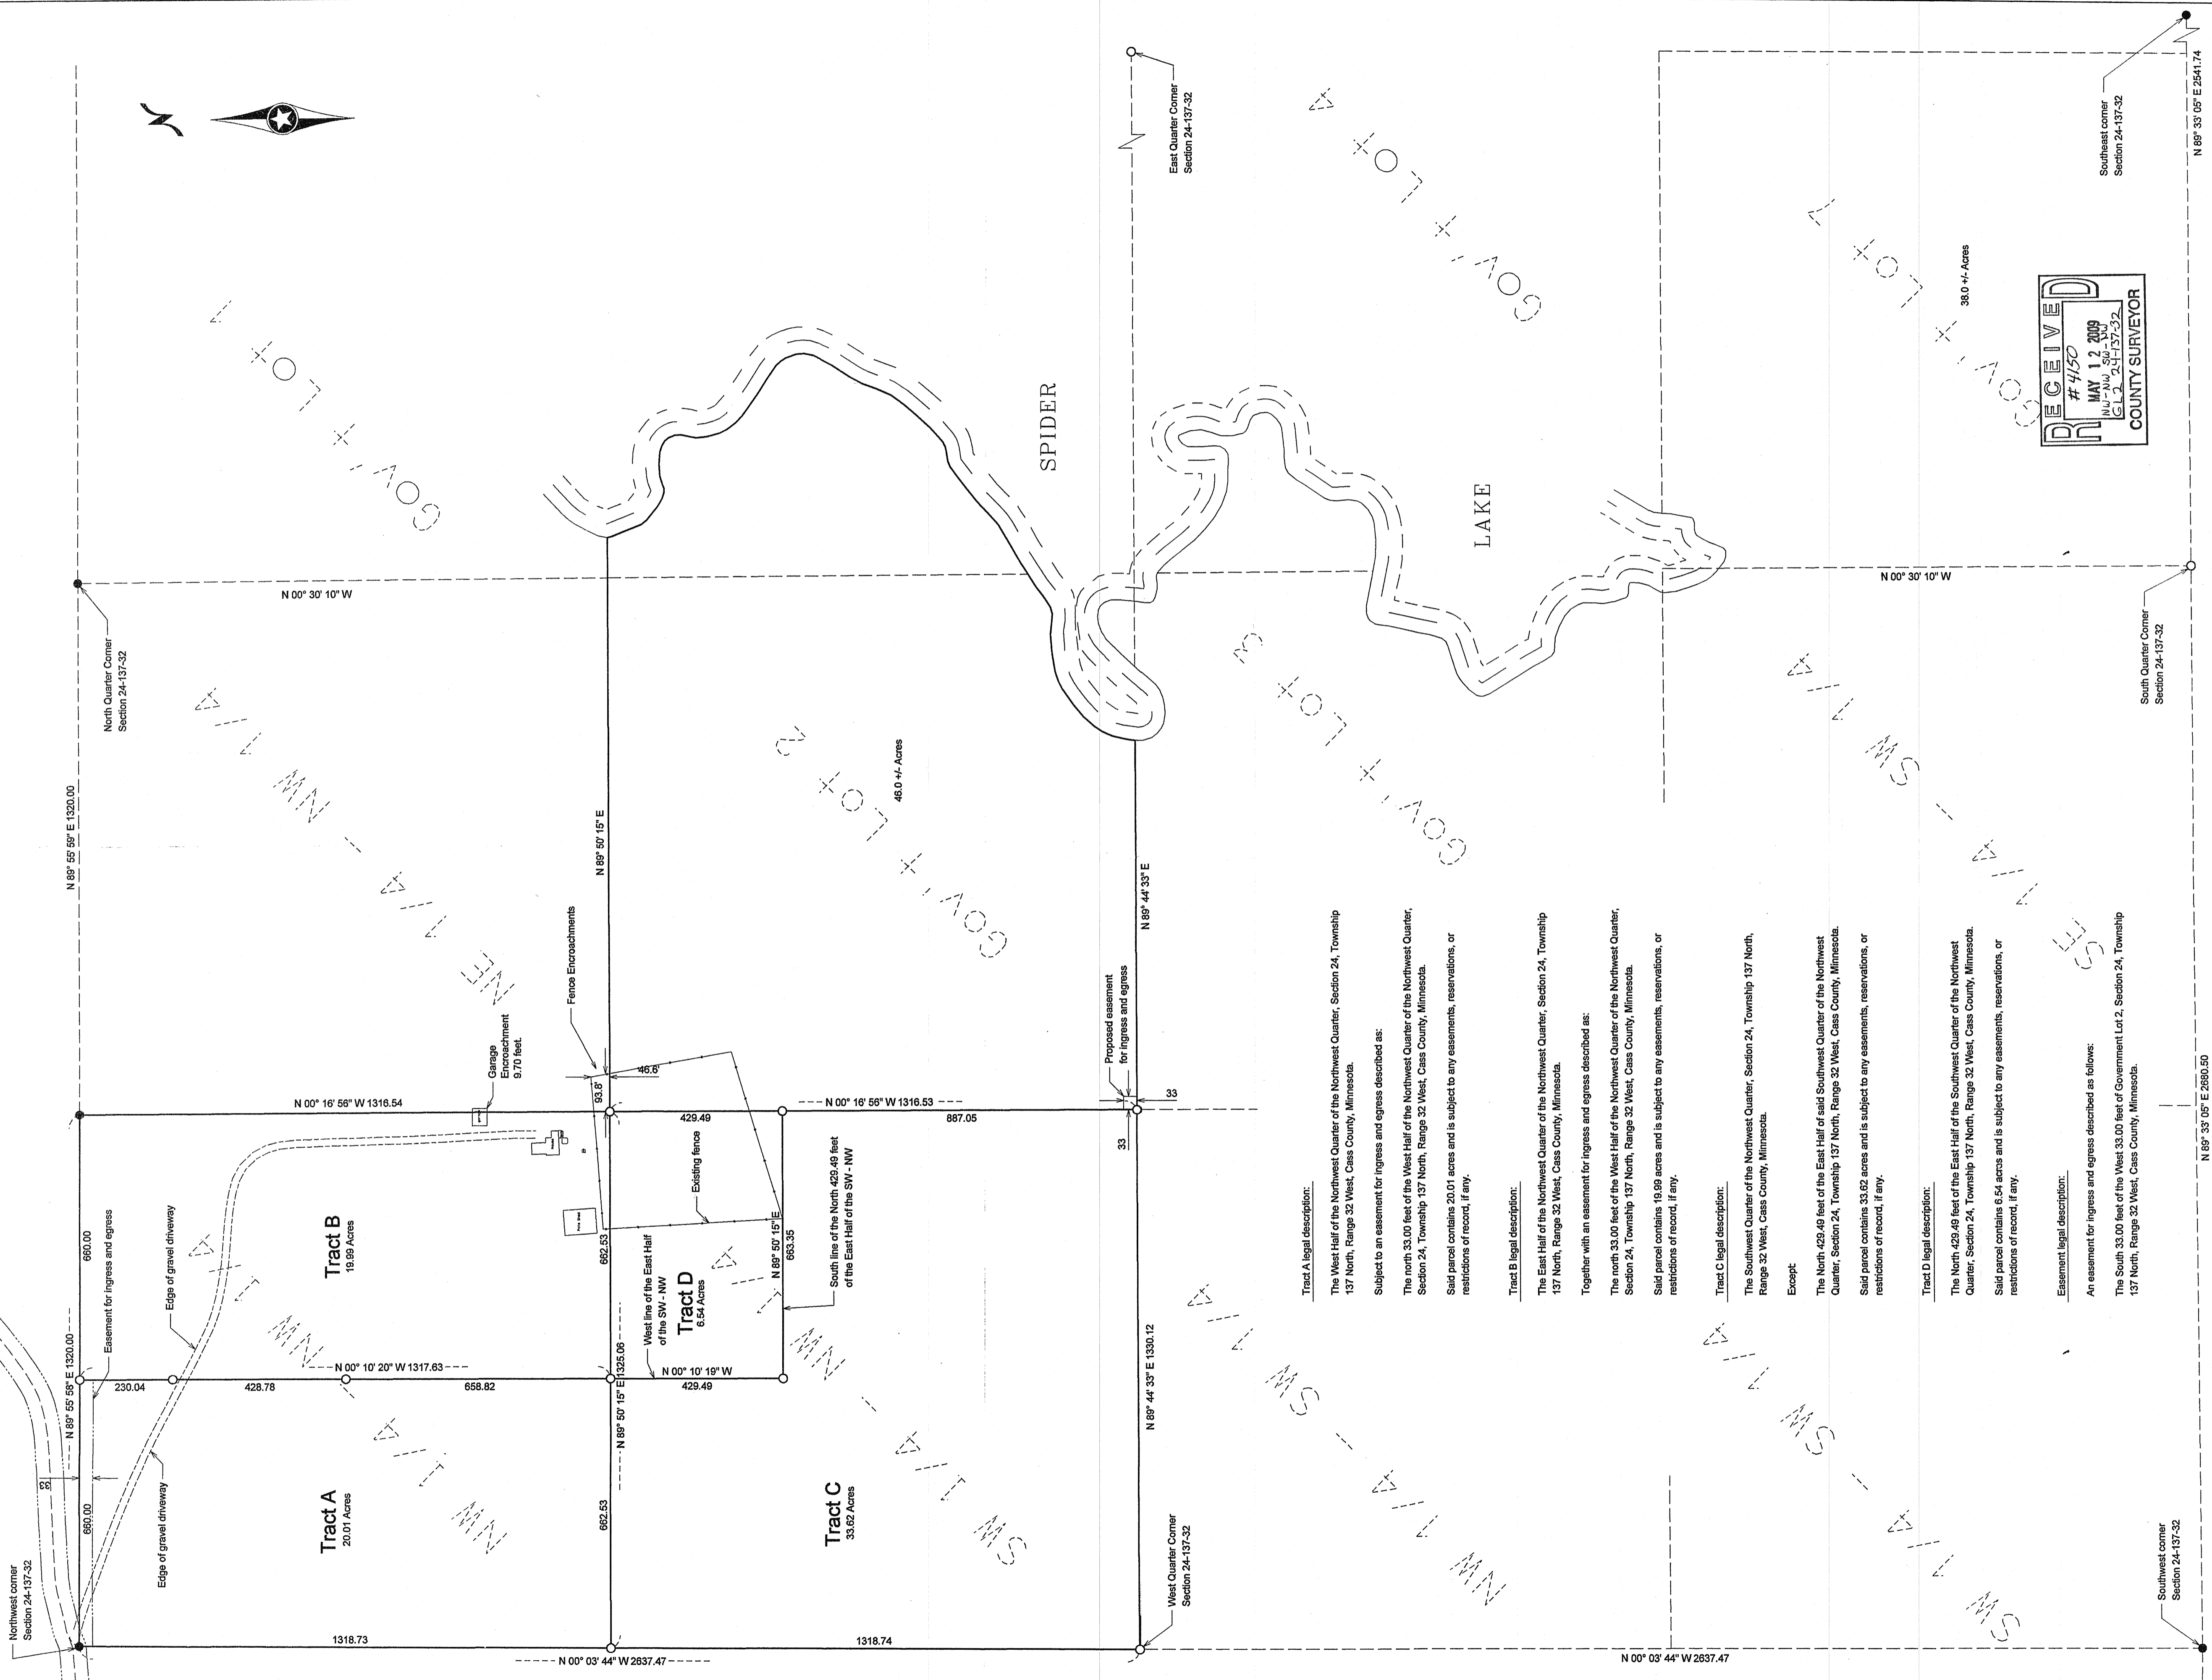 Northwest corner
Section 24-137-32
North Quarter Corner
Section 24-137-32
N 89° 55' 58" E 1320.00
N 89° 55' 59" E 1320.00
33
660.00
660.00
Easement for ingress and egress
Edge of gravel driveway
Edge of gravel driveway
N 00° 30' 10" W
N
GOV't LOt 1
NW 1/4 - NW 1/4
NE 1/4 - NW 1/4
Tract A
20.01 Acres
Tract B
19.99 Acres
N 00° 10' 20" W 1317.63
230.04
428.78
658.82
N 00° 16' 56" W 1316.54
Garage
Encroachment
9.70 feet.
Fence Encroachments
93.8'
46.6'
1318.73
662.53
662.53
N 89° 50' 15" E 1325.06
N 89° 50' 15" E
West line of the East Half
of the SW - NW
Tract D
6.54 Acres
Existing fence
N 00° 10' 19" W
429.49
429.49
N 00° 16' 56" W 1316.53
887.05
N 89° 50' 15" E
663.35
South line of the North 429.49 feet
of the East Half of the SW - NW
Tract C
33.62 Acres
SW 1/4 - NW 1/4
GOV't LOt 2
46.0 +/- Acres
SPIDER
LAKE
1318.74
N 00° 03' 44" W 2637.47
West Quarter Corner
Section 24-137-32
N 89° 44' 33" E 1330.12
N 89° 44' 33" E
Proposed easement
for ingress and egress
33
33
East Quarter Corner
Section 24-137-32
GOV't LOt 3
GOV't LOt 4
NW 1/4 - SW 1/4
Tract A legal description:
The West Half of the Northwest Quarter of the Northwest Quarter, Section 24, Township
137 North, Range 32 West, Cass County, Minnesota.
Subject to an easement for ingress and egress described as:
The north 33.00 feet of the West Half of the Northwest Quarter of the Northwest Quarter,
Section 24, Township 137 North, Range 32 West, Cass County, Minnesota.
Said parcel contains 20.01 acres and is subject to any easements, reservations, or
restrictions of record, if any.
Tract B legal description:
The East Half of the Northwest Quarter of the Northwest Quarter, Section 24, Township
137 North, Range 32 West, Cass County, Minnesota.
Together with an easement for ingress and egress described as:
The north 33.00 feet of the West Half of the Northwest Quarter of the Northwest Quarter,
Section 24, Township 137 North, Range 32 West, Cass County, Minnesota.
Said parcel contains 19.99 acres and is subject to any easements, reservations, or
restrictions of record, if any.
Tract C legal description:
The Southwest Quarter of the Northwest Quarter, Section 24, Township 137 North,
Range 32 West, Cass County, Minnesota.
Except:
The North 429.49 feet of the East Half of said Southwest Quarter of the Northwest
Quarter, Section 24, Township 137 North, Range 32 West, Cass County, Minnesota.
Said parcel contains 33.62 acres and is subject to any easements, reservations, or
restrictions of record, if any.
Tract D legal description:
The North 429.49 feet of the East Half of the Southwest Quarter of the Northwest
Quarter, Section 24, Township 137 North, Range 32 West, Cass County, Minnesota.
Said parcel contains 6.54 acros and is subject to any easements, reservations, or
restrictions of record, if any.
Easement legal description:
An easement for ingress and egress described as follows:
The South 33.00 feet of the West 33.00 feet of Government Lot 2, Section 24, Township
137 North, Range 32 West, Cass County, Minnesota.
SW 1/4 - SW 1/4
SE 1/4 - SW 1/4
GOV't LOt 7
38.0 +/- Acres
N 00° 30' 10" W
N 00° 03' 44" W 2637.47
RECEIVED
#4150
MAY 12 2009
NW-NW SW-NW
GL 2 24-137-32
COUNTY SURVEYOR
Southwest corner
Section 24-137-32
South Quarter Corner
Section 24-137-32
Southeast corner
Section 24-137-32
N 89° 33' 05" E 2680.50
N 89° 33' 05" E 2541.74